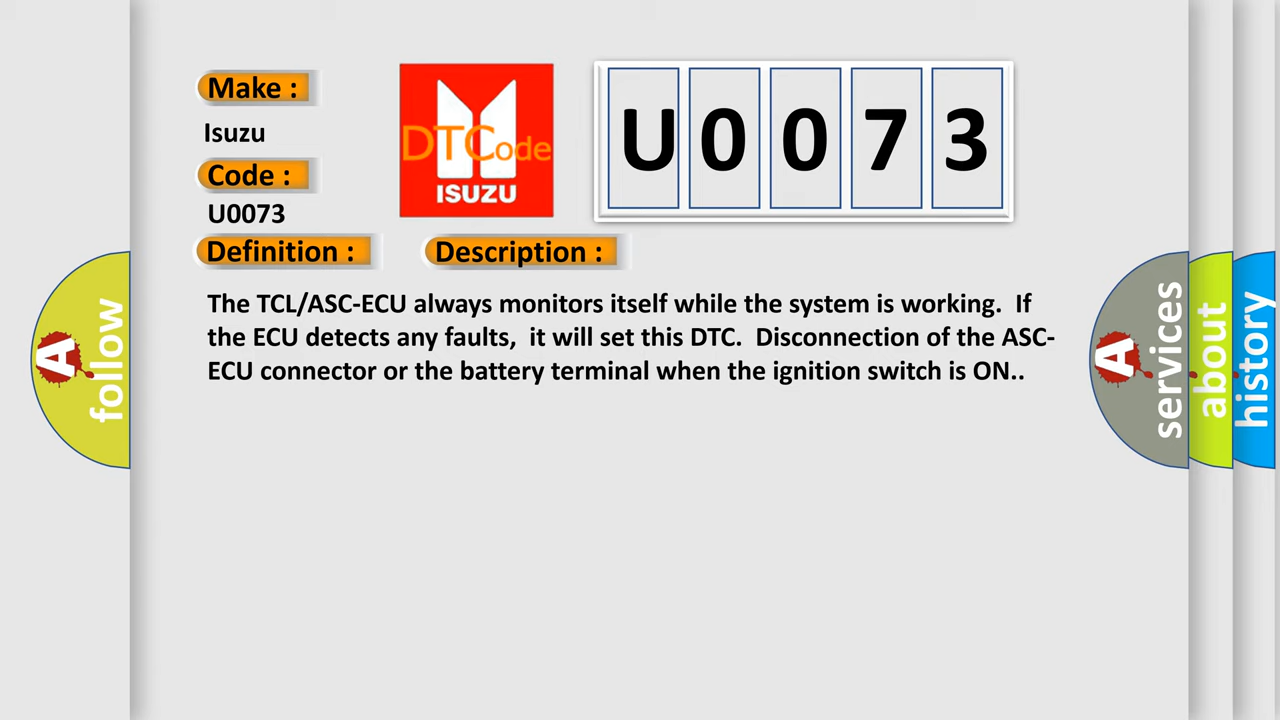 Make :
Isuzu
Code :
U0073
Definition :
Description :
DTCode
ISUZU
U0073
The TCL/ASC-ECU always monitors itself while the system is working. If
the ECU detects any faults, it will set this DTC. Disconnection of the ASC-
ECU connector or the battery terminal when the ignition switch is ON..
A
follow
A
services
about
history